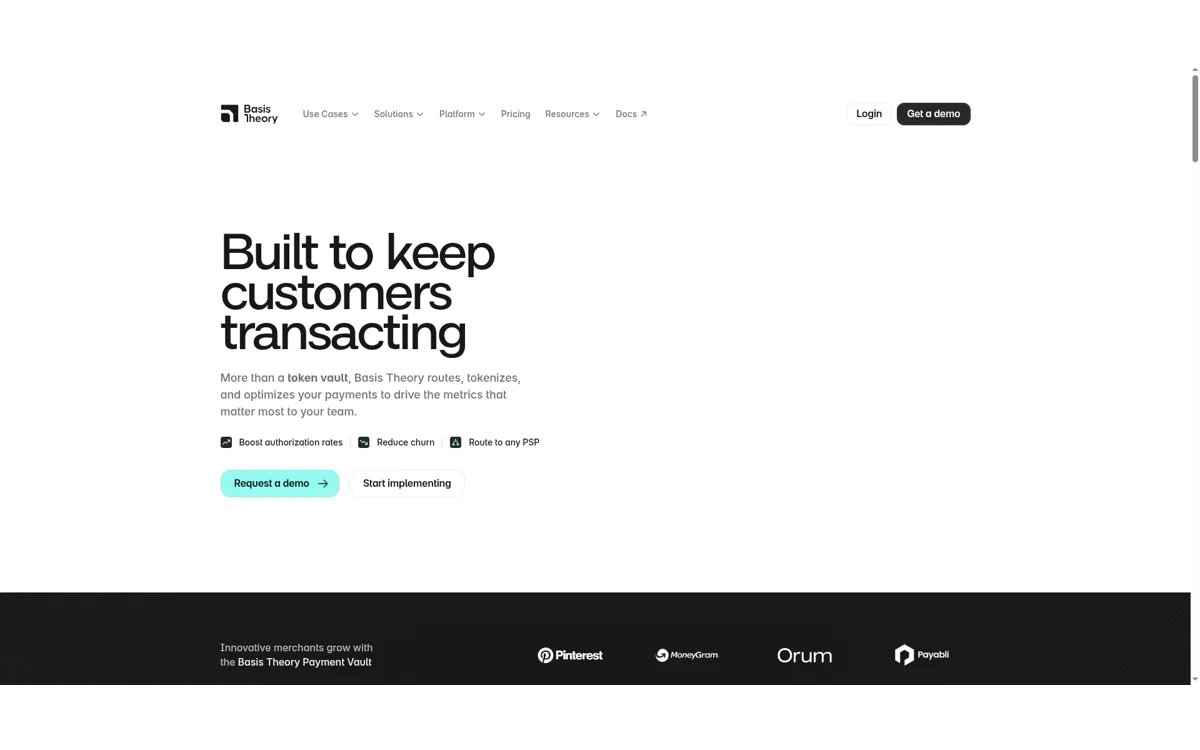 Basis Theory
Use Cases
Solutions
Platform
Pricing
Resources
Docs
Login
Get a demo
Built to keep
customers
transacting
More than a token vault, Basis Theory routes, tokenizes,
and optimizes your payments to drive the metrics that
matter most to your team.
Boost authorization rates
Reduce churn
Route to any PSP
Request a demo
Start implementing
Innovative merchants grow with
the Basis Theory Payment Vault
Pinterest
MoneyGram
Orum
Payabli